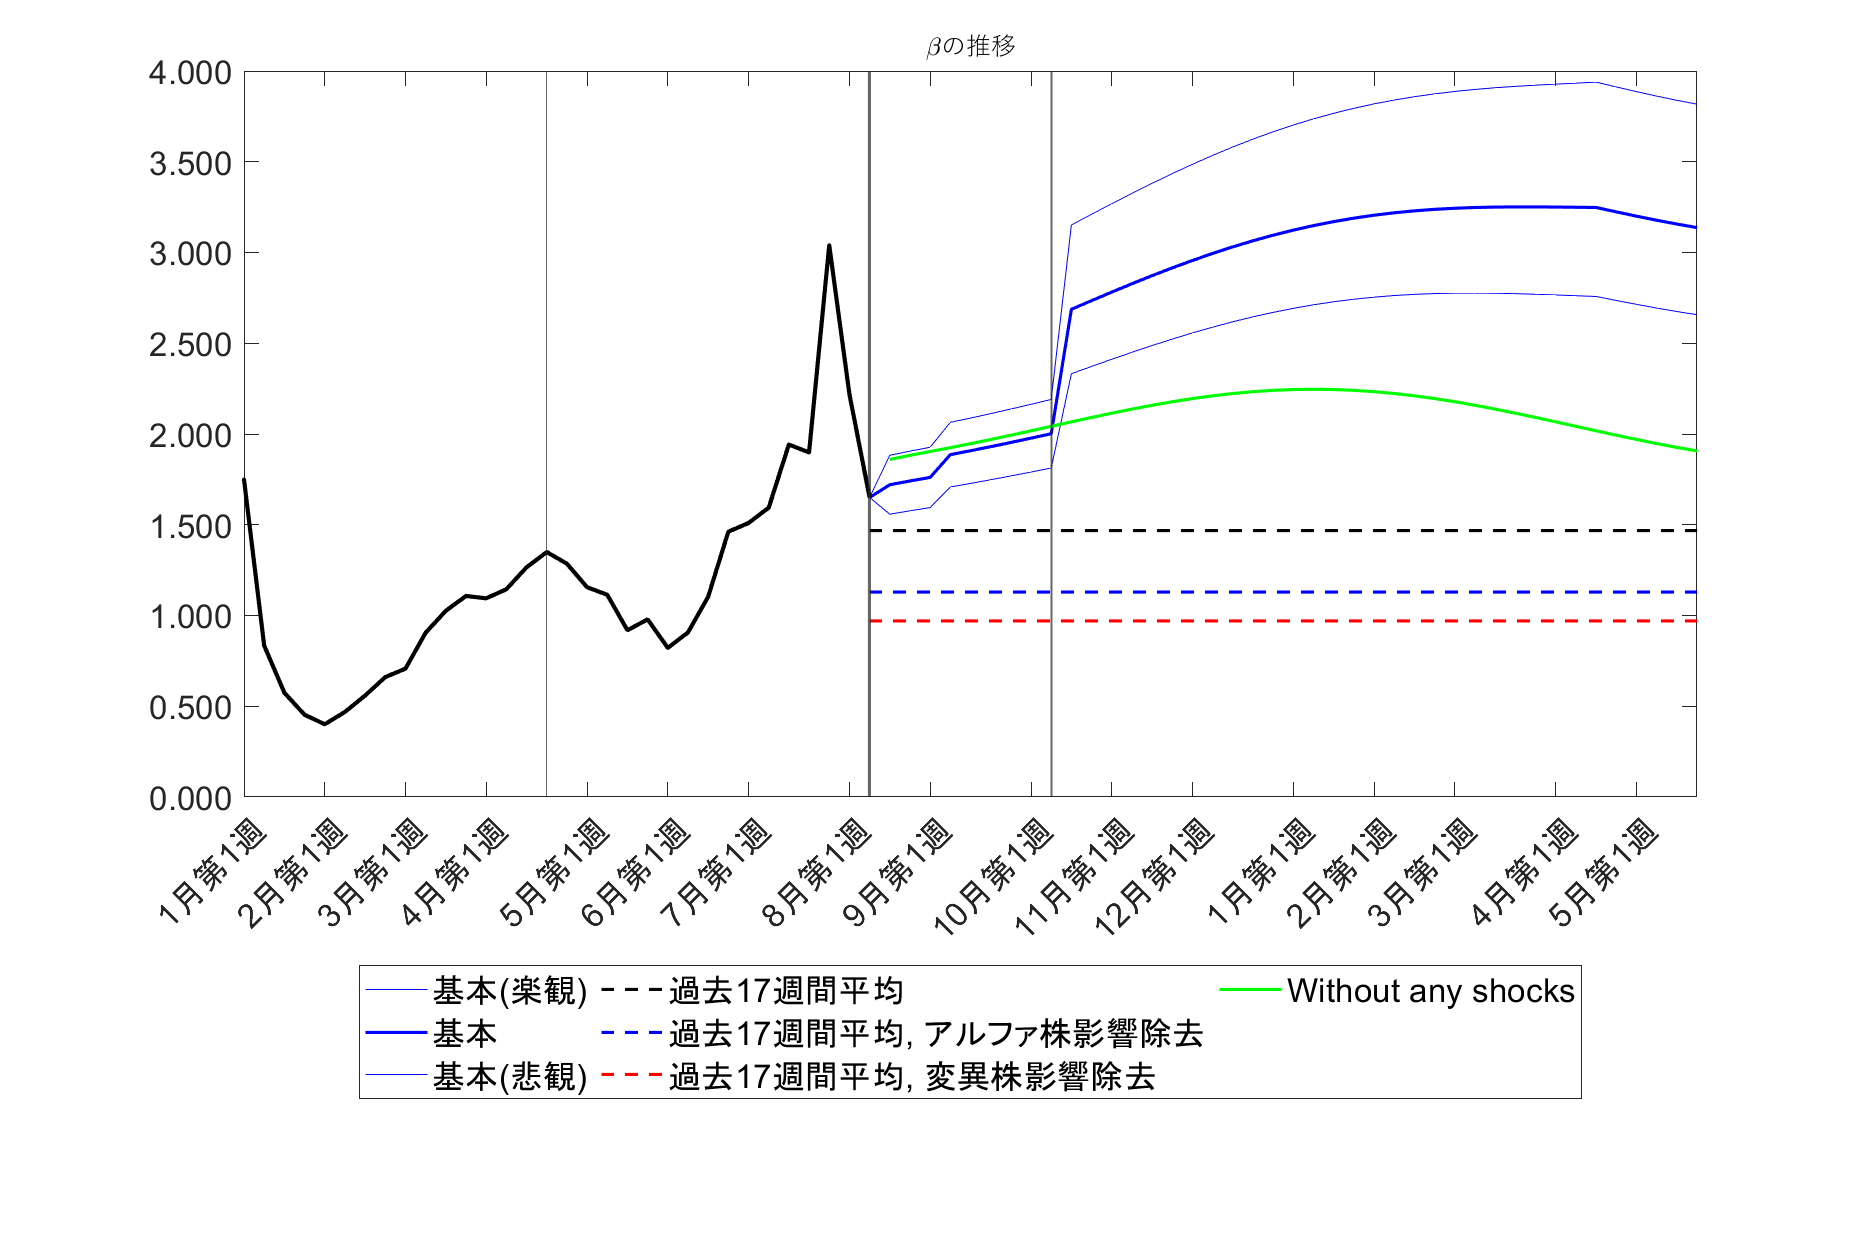 βの推移
4.000
3.500
3.000
2.500
2.000
1.500
1.000
0.500
0.000
1月第1週
2月第1週
3月第1週
4月第1週
5月第1週
6月第1週
7月第1週
8月第1週
9月第1週
10月第1週
11月第1週
12月第1週
1月第1週
2月第1週
3月第1週
4月第1週
5月第1週
基本(楽観)
基本
基本(悲観)
過去17週間平均
過去17週間平均, アルファ株影響除去
過去17週間平均, 変異株影響除去
Without any shocks